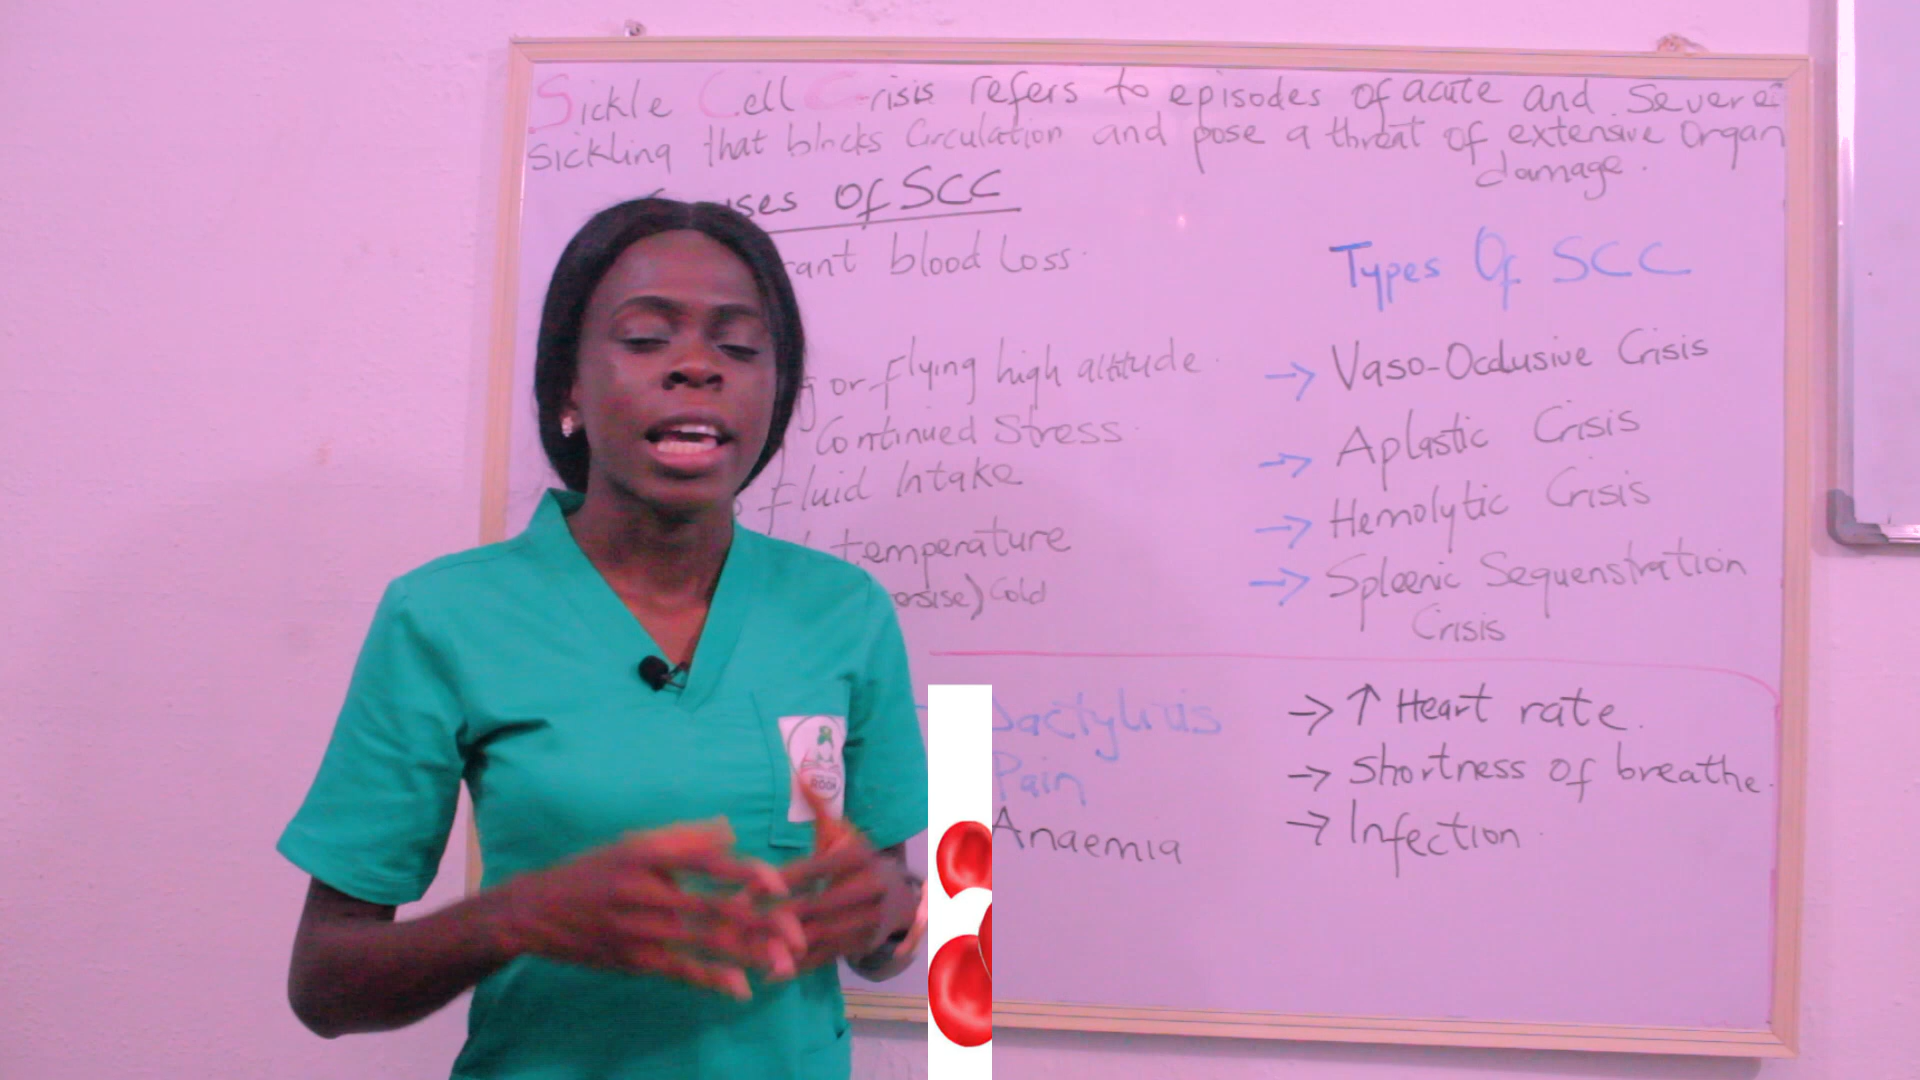 Sickle Cell Crisis refers to episodes of acute and Severe
Sickling that blocks Circulation and pose a threat of extensive Organ
damage.
Of SCC
blood Loss.
or flying high altitude.
Continued Stress.
fluid Intake
temperature
Cold
Types Of SCC
→ Vaso-Occlusive Crisis
→ Aplastic Crisis
→ Hemolytic Crisis
→ Spleenic Sequenstration
Crisis
Dactylitis
Pain
Anaemia
→ ↑ Heart rate.
→ Shortness of breathe.
→ Infection.
ROOM